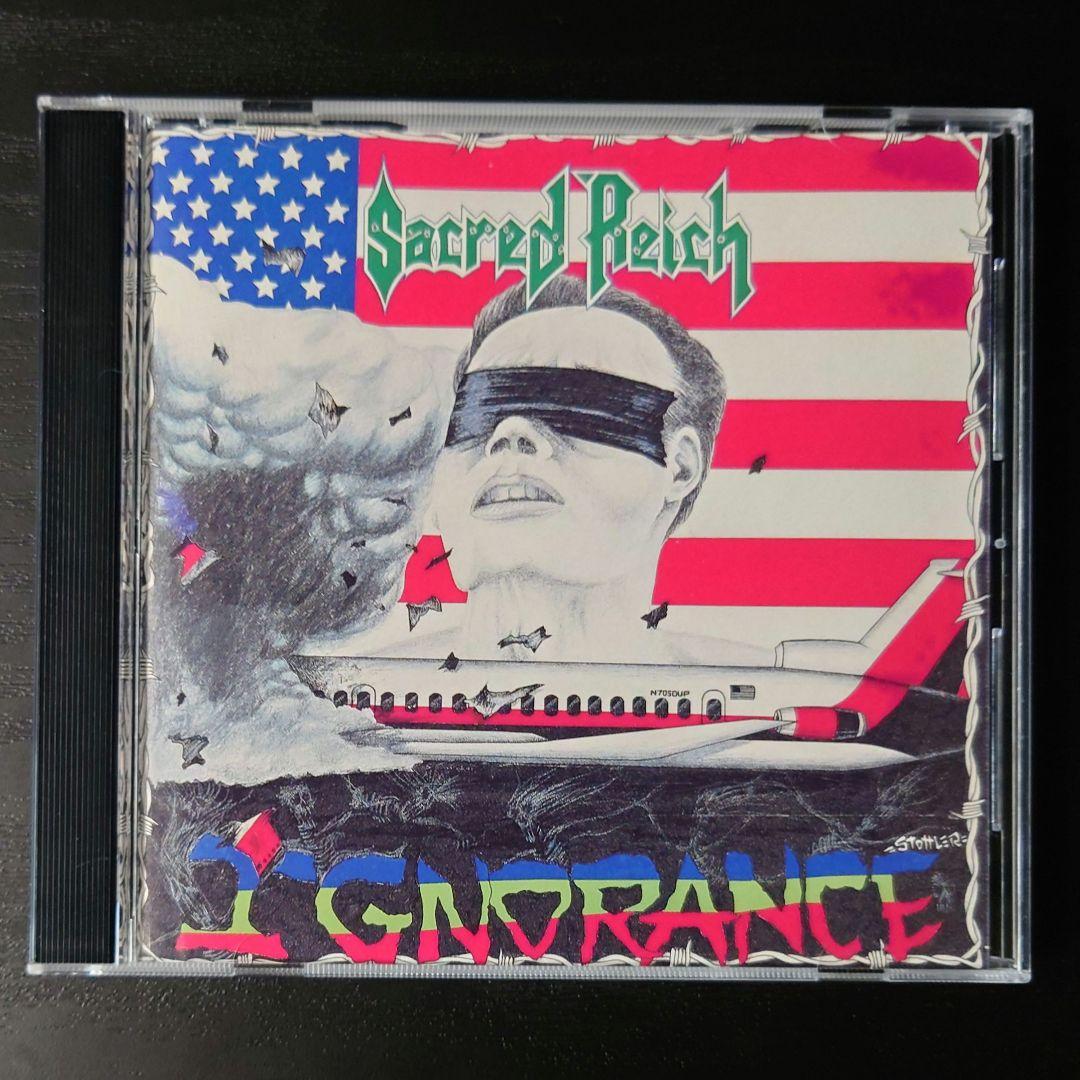 Sacred Reich
N705DUP
STOTTLER
IGNORANCE